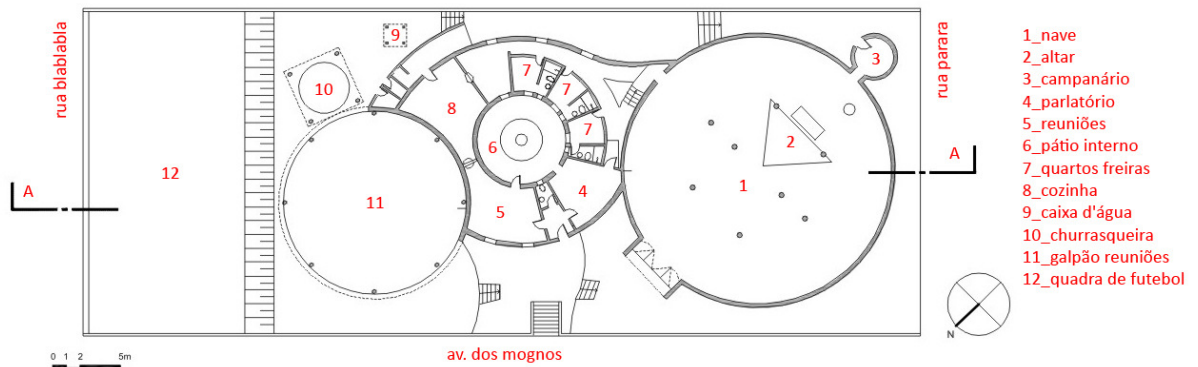 rua blablabla
9
10
8
7
7
7
6
12
11
5
4
1
2
3
A
A
rua parara
1_nave
2_altar
3_campanário
4_parlatório
5_reuniões
6_pátio interno
7_quartos freiras
8_cozinha
9_caixa d'água
10_churrasqueira
11_galpão reuniões
12_quadra de futebol
N
0 1 2 5m
av. dos mognos